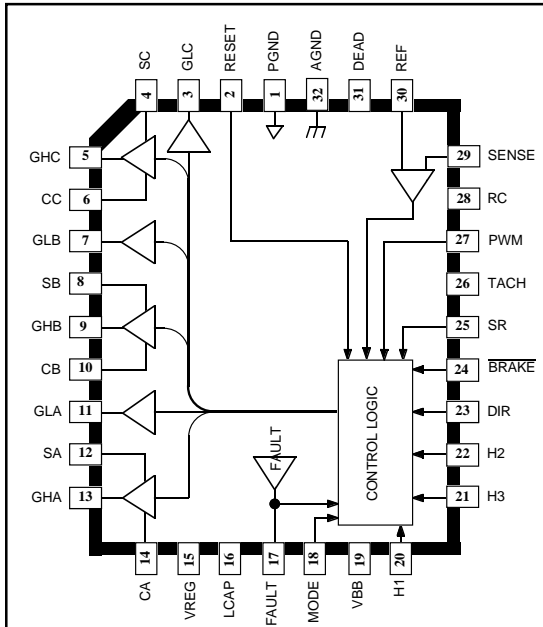 SC
GLC
RESET
PGND
AGND
DEAD
REF
4
3
2
1
32
31
30
GHC 5
29 SENSE
CC 6
28 RC
GLB 7
27 PWM
SB 8
26 TACH
GHB 9
25 SR
CB 10
24 BRAKE
GLA 11
23 DIR
SA 12
22 H2
GHA 13
21 H3
FAULT
CONTROL LOGIC
14
15
16
17
18
19
20
CA
VREG
LCAP
FAULT
MODE
VBB
H1